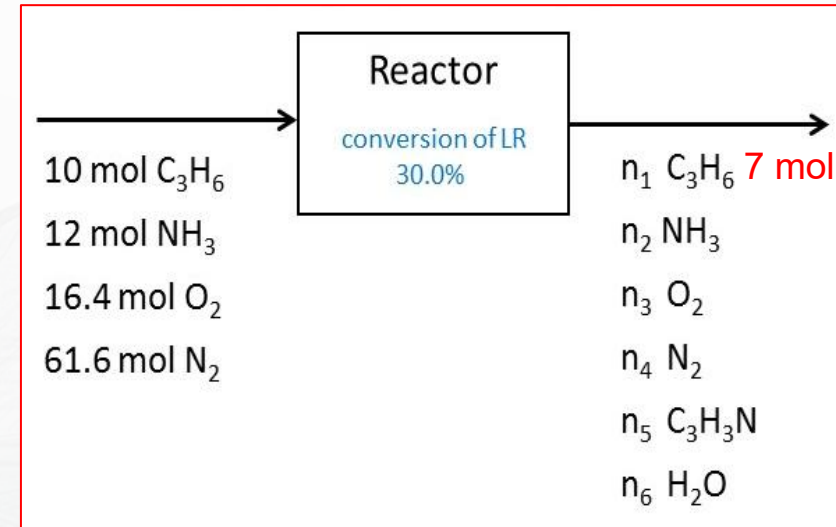 Reactor
conversion of LR
30.0%
10 mol C₃H₆
12 mol NH₃
16.4 mol O₂
61.6 mol N₂
n₁ C₃H₆ 7 mol
n₂ NH₃
n₃ O₂
n₄ N₂
n₅ C₃H₃N
n₆ H₂O